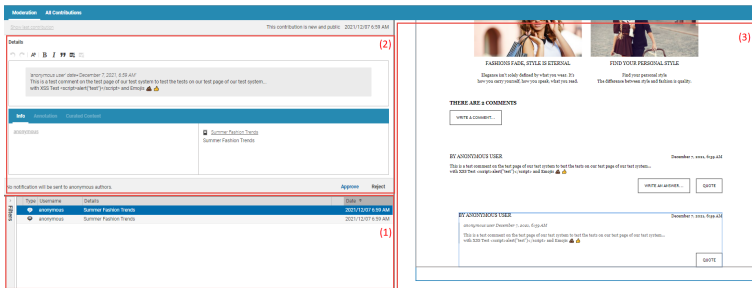 Moderation All Contributions
Show next contribution
This contribution is new and public 2021/12/07 6:59 AM
Details
(2)
B I
anonymous user date=December 7, 2021, 6:59 AM
This is a test comment on the test page of our test system to test the tests on our test page of our test system...
with XSS Test <script>alert("test")</script> and Emojis 💩 👍
Info Annotation Curated Content
anonymous
Summer Fashion Trends
Summer Fashion Trends
No notification will be sent to anonymous authors.
Approve Reject
Filters
Type Username Details Date
anonymous Summer Fashion Trends 2021/12/07 6:59 AM
anonymous Summer Fashion Trends 2021/12/07 6:59 AM
(1)
(3)
FASHIONS FADE, STYLE IS ETERNAL
Elegance isn't solely defined by what you wear. It's
how you carry yourself, how you speak, what you read.
FIND YOUR PERSONAL STYLE
Find your personal style
The difference between style and fashion is quality.
THERE ARE 2 COMMENTS
WRITE A COMMENT...
BY ANONYMOUS USER December 7, 2021, 6:59 AM
This is a test comment on the test page of our test system to test the tests on our test page of our test system...
with XSS Test <script>alert("test")</script> and Emojis 💩 👍
WRITE AN ANSWER... QUOTE
BY ANONYMOUS USER December 7, 2021, 6:59 AM
anonymous user December 7, 2021, 6:59 AM
This is a test comment on the test page of our test system to test the tests on our test page of our test system...
with XSS Test <script>alert("test")</script> and Emojis 💩 👍
QUOTE